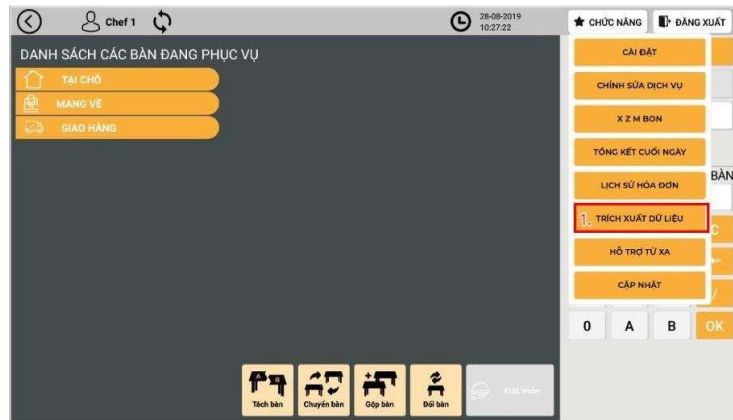 Chef 1
28-08-2019
10:27:22
CHỨC NĂNG
ĐĂNG XUẤT
DANH SÁCH CÁC BÀN ĐANG PHỤC VỤ
TẠI CHỖ
MANG VỀ
GIAO HÀNG
CÀI ĐẶT
CHỈNH SỬA DỊCH VỤ
X Z M BON
TỔNG KẾT CUỐI NGÀY
LỊCH SỬ HÓA ĐƠN
1. TRÍCH XUẤT DỮ LIỆU
HỖ TRỢ TỪ XA
CẬP NHẬT
BÀN
C
/
0 A B OK
A B
Tách bàn
Chuyển bàn
Gộp bàn
Đổi bàn
Đặt món